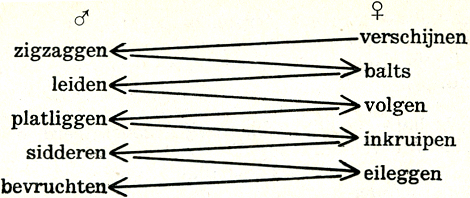 ♂ ♀
verschijnen
zigzaggen
balts
leiden
volgen
platliggen
inkruipen
sidderen
eileggen
bevruchten